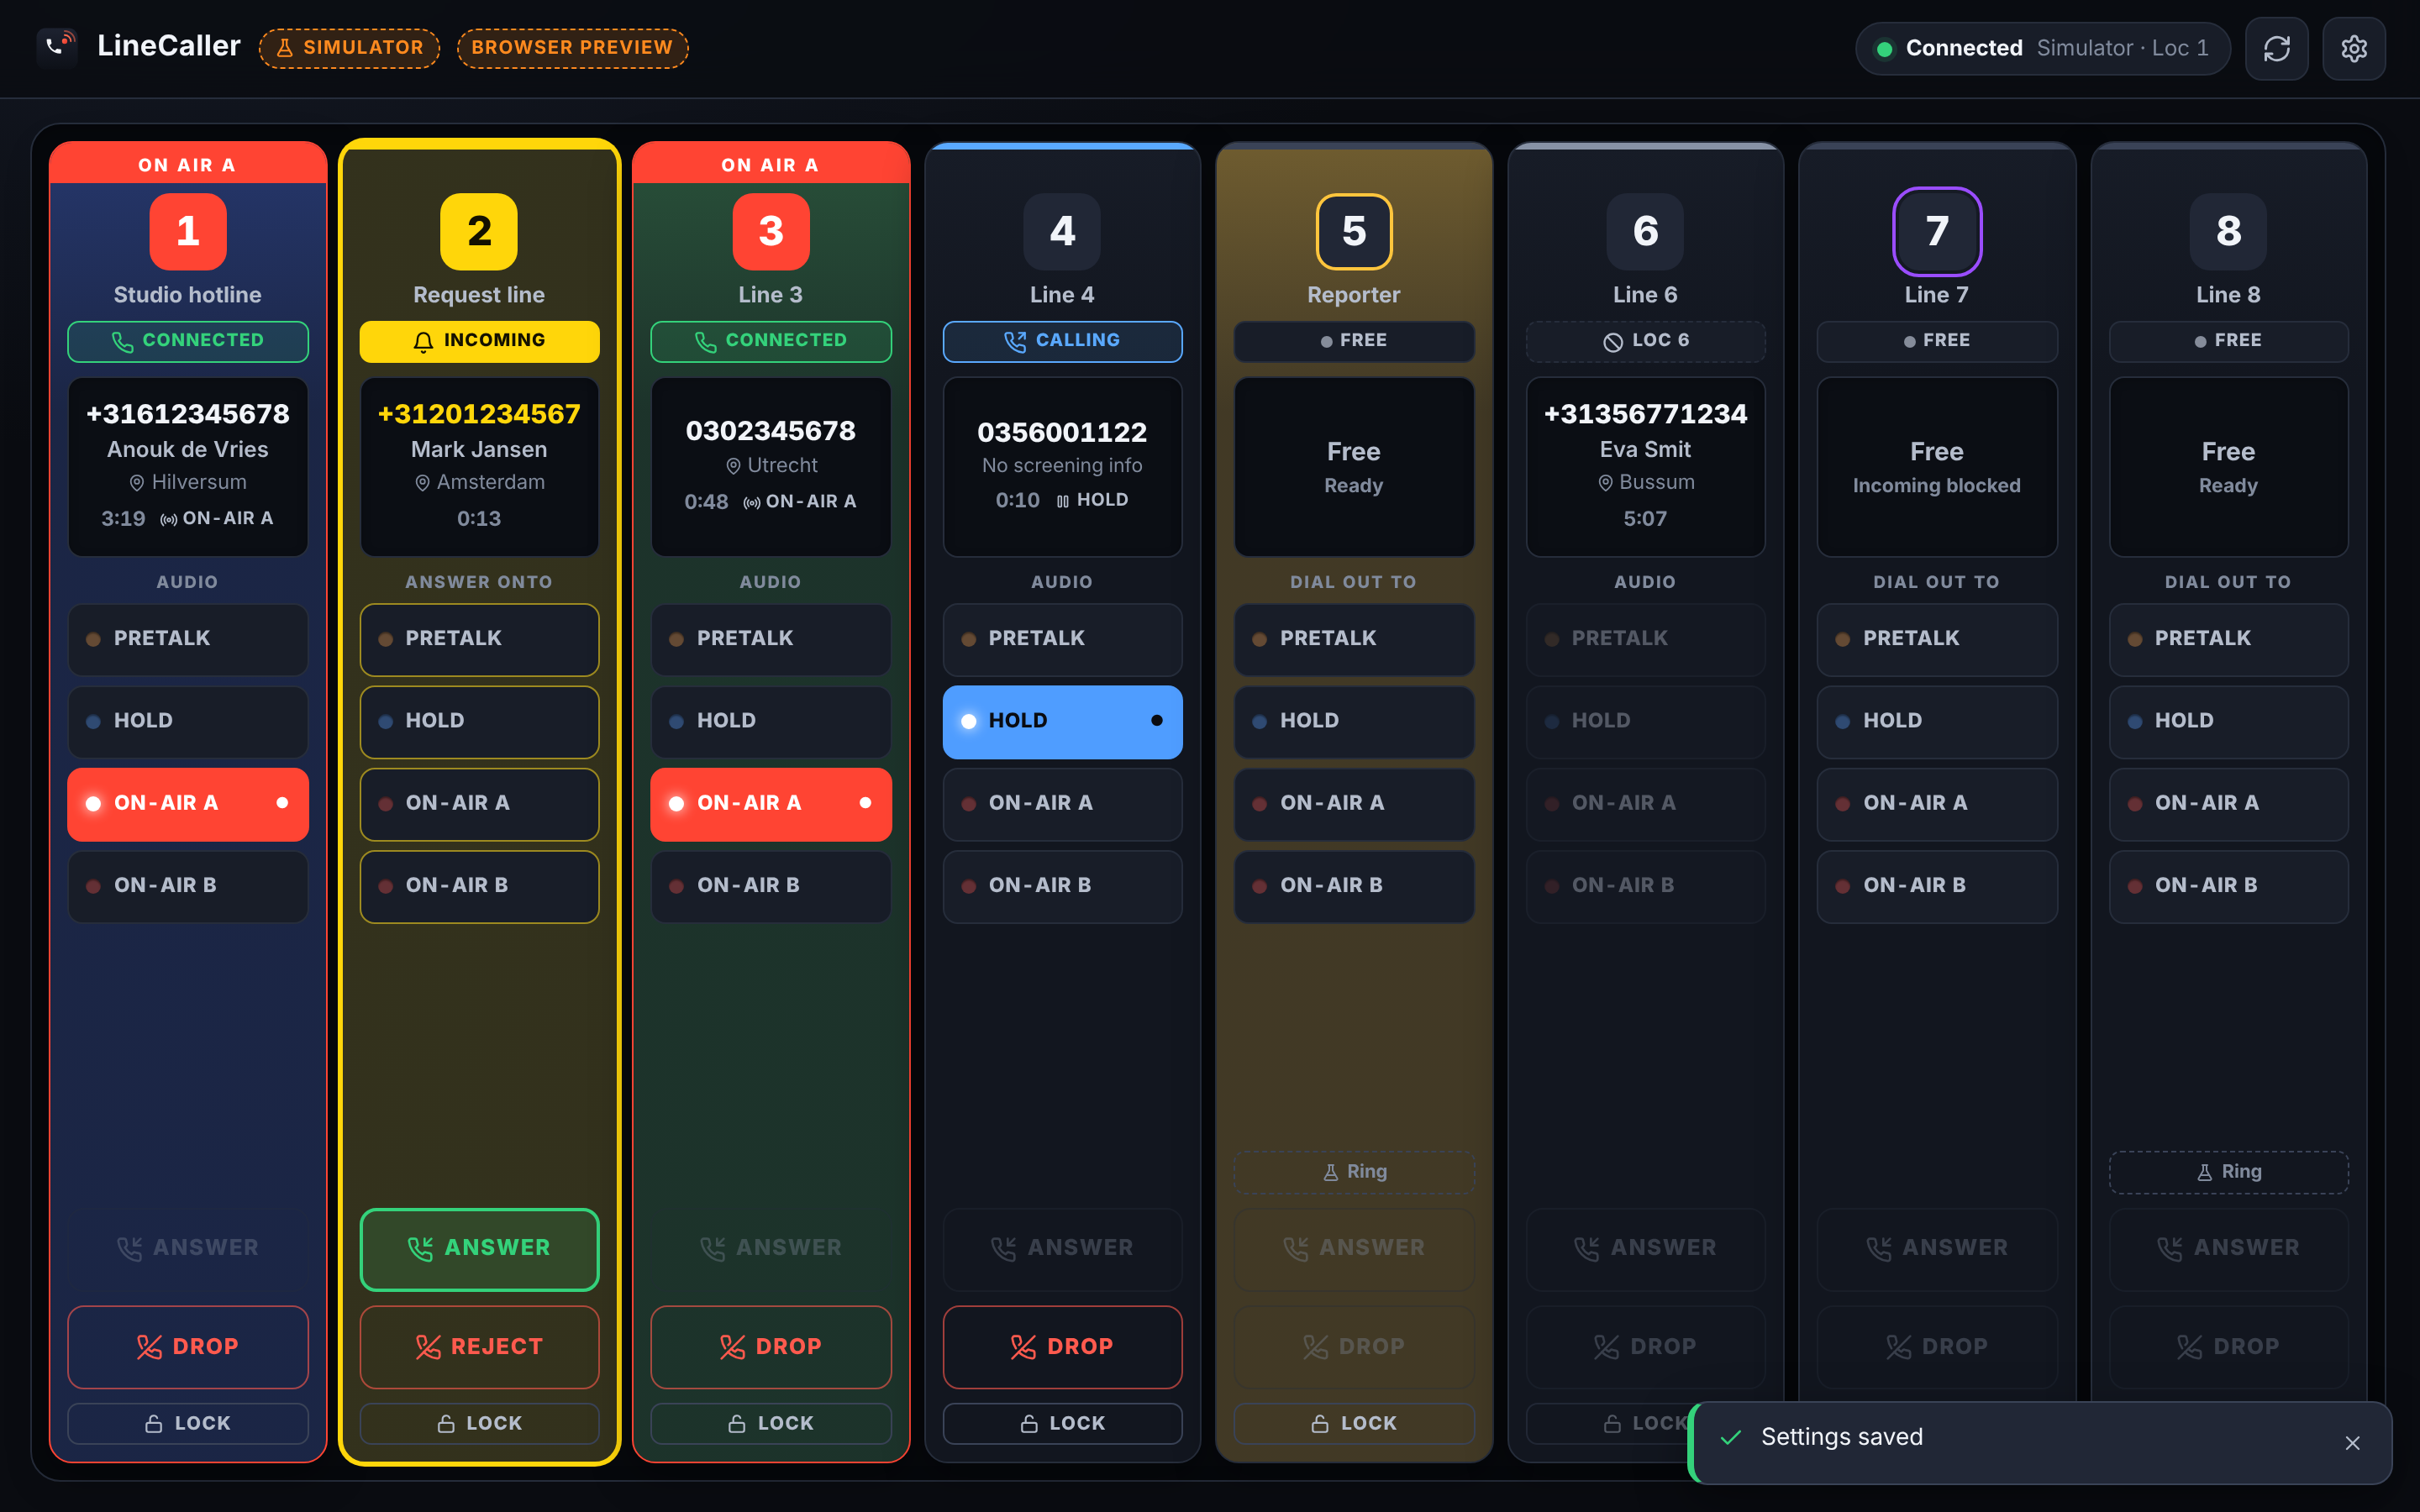 LineCaller SIMULATOR BROWSER PREVIEW Connected Simulator · Loc 1
ON AIR A
1
Studio hotline
CONNECTED
+31612345678
Anouk de Vries
Hilversum
3:19 ON-AIR A
AUDIO
PRETALK
HOLD
ON-AIR A
ON-AIR B
ANSWER
DROP
LOCK
2
Request line
INCOMING
+31201234567
Mark Jansen
Amsterdam
0:13
ANSWER ONTO
PRETALK
HOLD
ON-AIR A
ON-AIR B
ANSWER
REJECT
LOCK
ON AIR A
3
Line 3
CONNECTED
0302345678
Utrecht
0:48 ON-AIR A
AUDIO
PRETALK
HOLD
ON-AIR A
ON-AIR B
ANSWER
DROP
LOCK
4
Line 4
CALLING
0356001122
No screening info
0:10 HOLD
AUDIO
PRETALK
HOLD
ON-AIR A
ON-AIR B
ANSWER
DROP
LOCK
5
Reporter
FREE
Free
Ready
DIAL OUT TO
PRETALK
HOLD
ON-AIR A
ON-AIR B
Ring
ANSWER
DROP
LOCK
6
Line 6
LOC 6
+31356771234
Eva Smit
Bussum
5:07
AUDIO
PRETALK
HOLD
ON-AIR A
ON-AIR B
ANSWER
DROP
LOCK
7
Line 7
FREE
Free
Incoming blocked
DIAL OUT TO
PRETALK
HOLD
ON-AIR A
ON-AIR B
ANSWER
DROP
8
Line 8
FREE
Free
Ready
DIAL OUT TO
PRETALK
HOLD
ON-AIR A
ON-AIR B
Ring
ANSWER
DROP
Settings saved